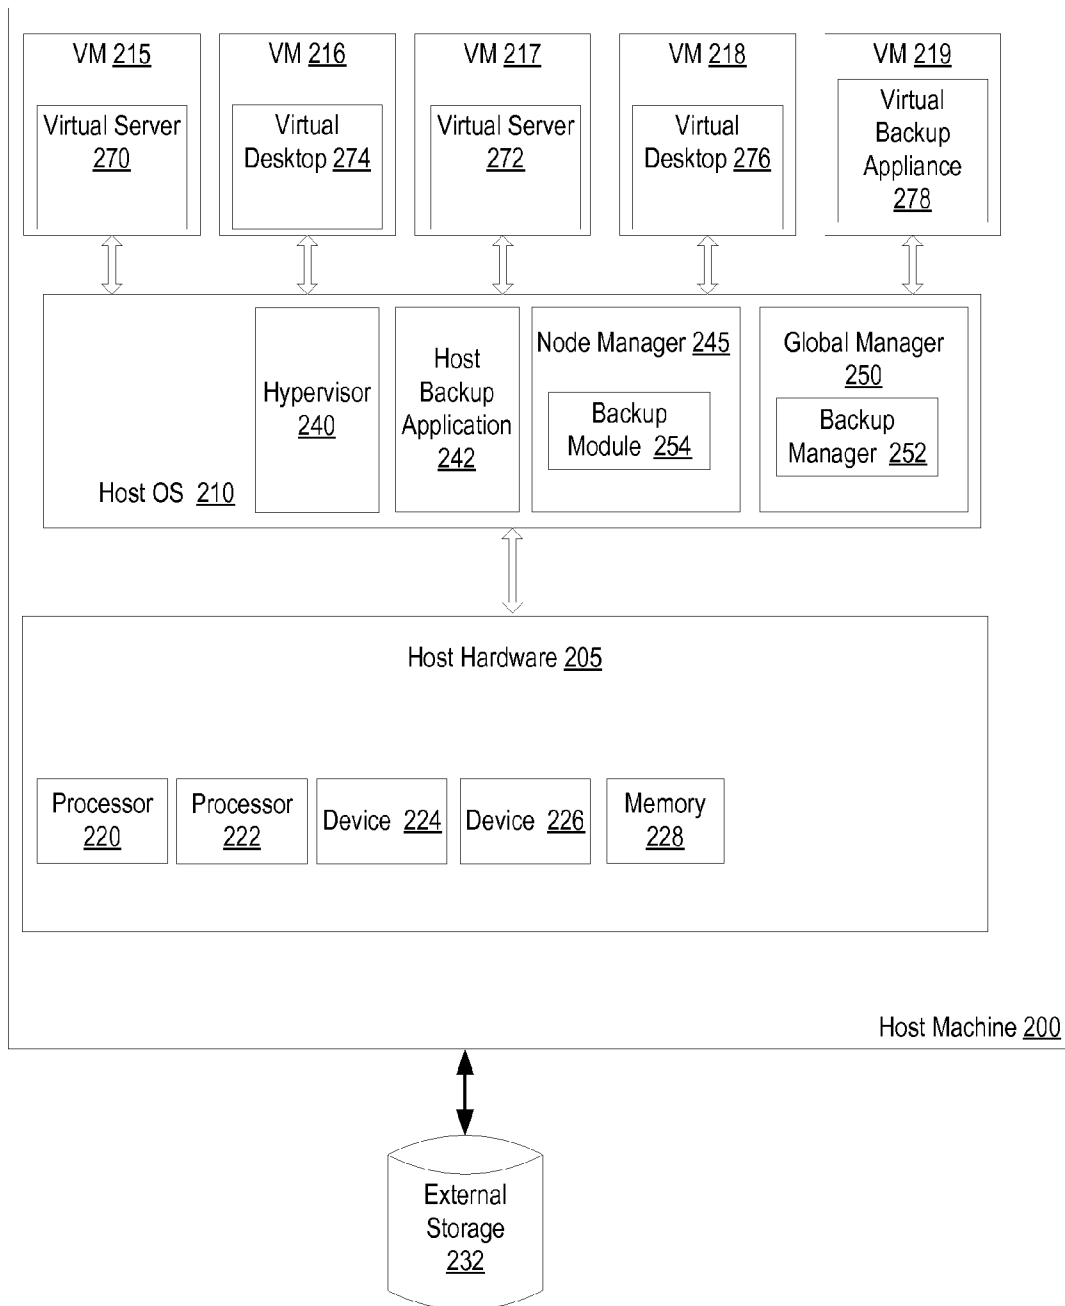 VM 215
Virtual Server
270
VM 216
Virtual
Desktop 274
VM 217
Virtual Server
272
VM 218
Virtual
Desktop 276
VM 219
Virtual
Backup
Appliance
278
Host OS 210
Hypervisor
240
Host
Backup
Application
242
Node Manager 245
Backup
Module 254
Global Manager
250
Backup
Manager 252
Host Hardware 205
Processor
220
Processor
222
Device 224
Device 226
Memory
228
Host Machine 200
External
Storage
232